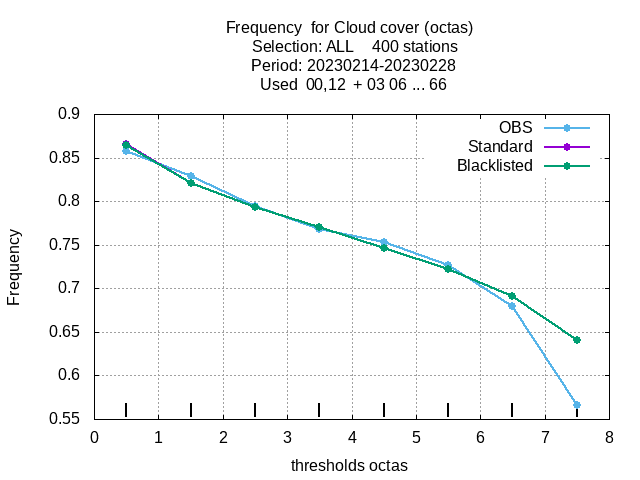 Frequency  for Cloud cover (octas)
Selection: ALL    400 stations
Period: 20230214-20230228
Used  00,12  + 03 06 ... 66
0.9
0.85
0.8
0.75
0.7
0.65
0.6
0.55
Frequency
OBS
Standard
Blacklisted
0 1 2 3 4 5 6 7 8
thresholds octas